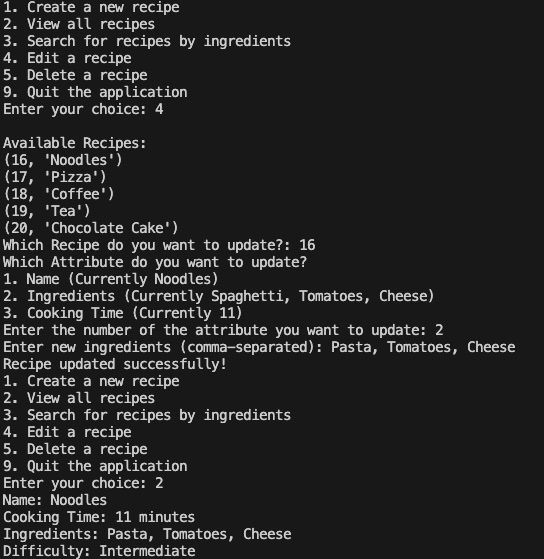 1. Create a new recipe
2. View all recipes
3. Search for recipes by ingredients
4. Edit a recipe
5. Delete a recipe
9. Quit the application
Enter your choice: 4

Available Recipes:
(16, 'Noodles')
(17, 'Pizza')
(18, 'Coffee')
(19, 'Tea')
(20, 'Chocolate Cake')
Which Recipe do you want to update?: 16
Which Attribute do you want to update?
1. Name (Currently Noodles)
2. Ingredients (Currently Spaghetti, Tomatoes, Cheese)
3. Cooking Time (Currently 11)
Enter the number of the attribute you want to update: 2
Enter new ingredients (comma-separated): Pasta, Tomatoes, Cheese
Recipe updated successfully!
1. Create a new recipe
2. View all recipes
3. Search for recipes by ingredients
4. Edit a recipe
5. Delete a recipe
9. Quit the application
Enter your choice: 2
Name: Noodles
Cooking Time: 11 minutes
Ingredients: Pasta, Tomatoes, Cheese
Difficulty: Intermediate